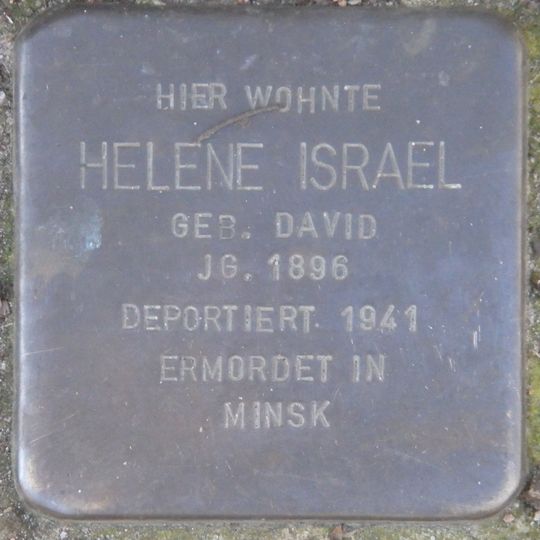 HIER WOHNTE
HELENE ISRAEL
GEB. DAVID
JG. 1896
DEPORTIERT 1941
ERMORDET IN
MINSK